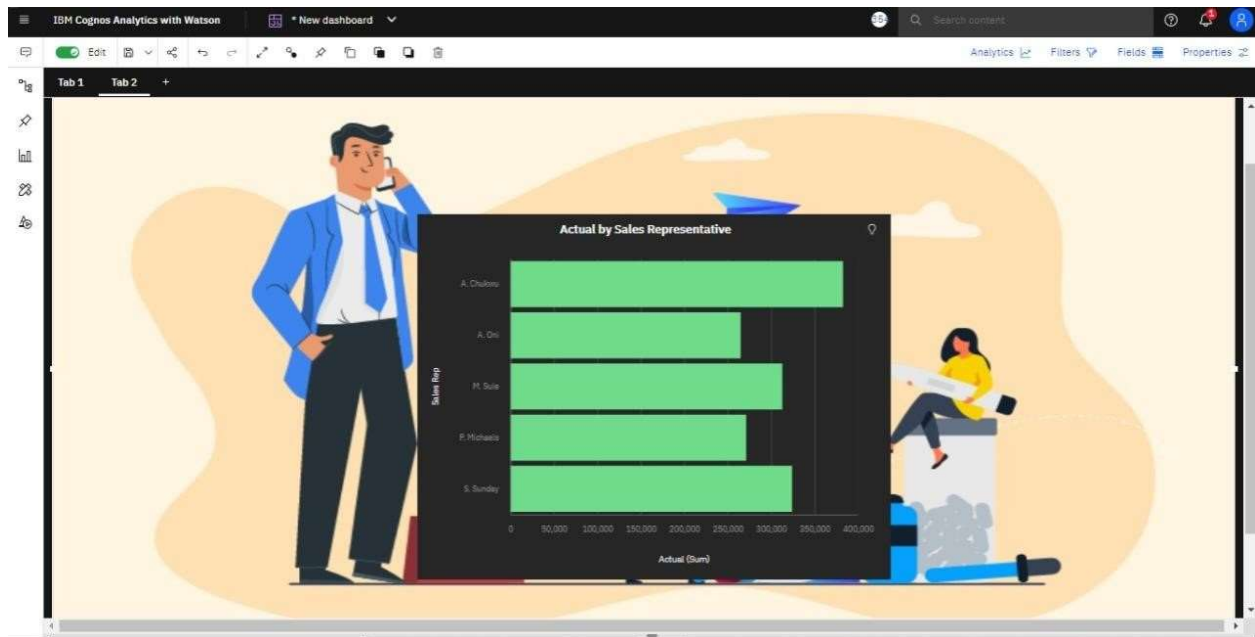 IBM Cognos Analytics with Watson
* New dashboard
Search content
1
Edit
Analytics
Filters
Fields
Properties
Tab 1
Tab 2
+
Actual by Sales Representative
A. Chukwu
A. Oni
M. Sule
P. Michaels
S. Sunday
Sales Rep
0 50,000 100,000 150,000 200,000 250,000 300,000 350,000 400,000
Actual (Sum)